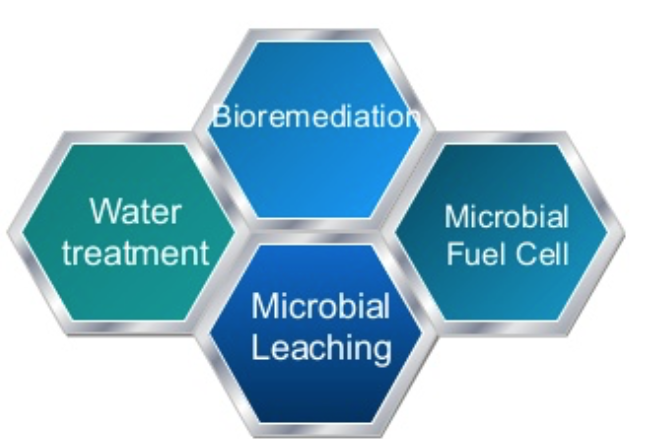 Bioremediation
Water
treatment
Microbial
Fuel Cell
Microbial
Leaching